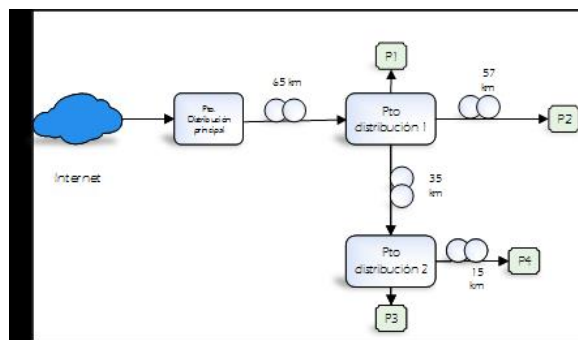 P1
65 km
57
km
Pto.
Distribución
principal
Pto
distribución 1
P2
Internet
35
km
Pto
distribución 2
15
km
P4
P3